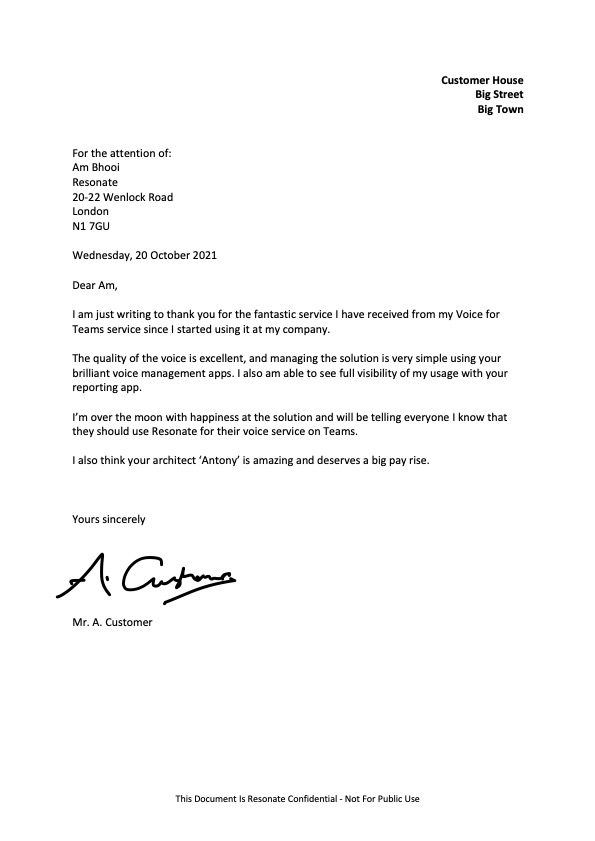 Customer House
Big Street
Big Town
For the attention of:
Am Bhooi
Resonate
20-22 Wenlock Road
London
N1 7GU
Wednesday, 20 October 2021
Dear Am,
I am just writing to thank you for the fantastic service I have received from my Voice for
Teams service since I started using it at my company.
The quality of the voice is excellent, and managing the solution is very simple using your
brilliant voice management apps. I also am able to see full visibility of my usage with your
reporting app.
I’m over the moon with happiness at the solution and will be telling everyone I know that
they should use Resonate for their voice service on Teams.
I also think your architect ‘Antony’ is amazing and deserves a big pay rise.
Yours sincerely
A. Customer
Mr. A. Customer
This Document Is Resonate Confidential - Not For Public Use